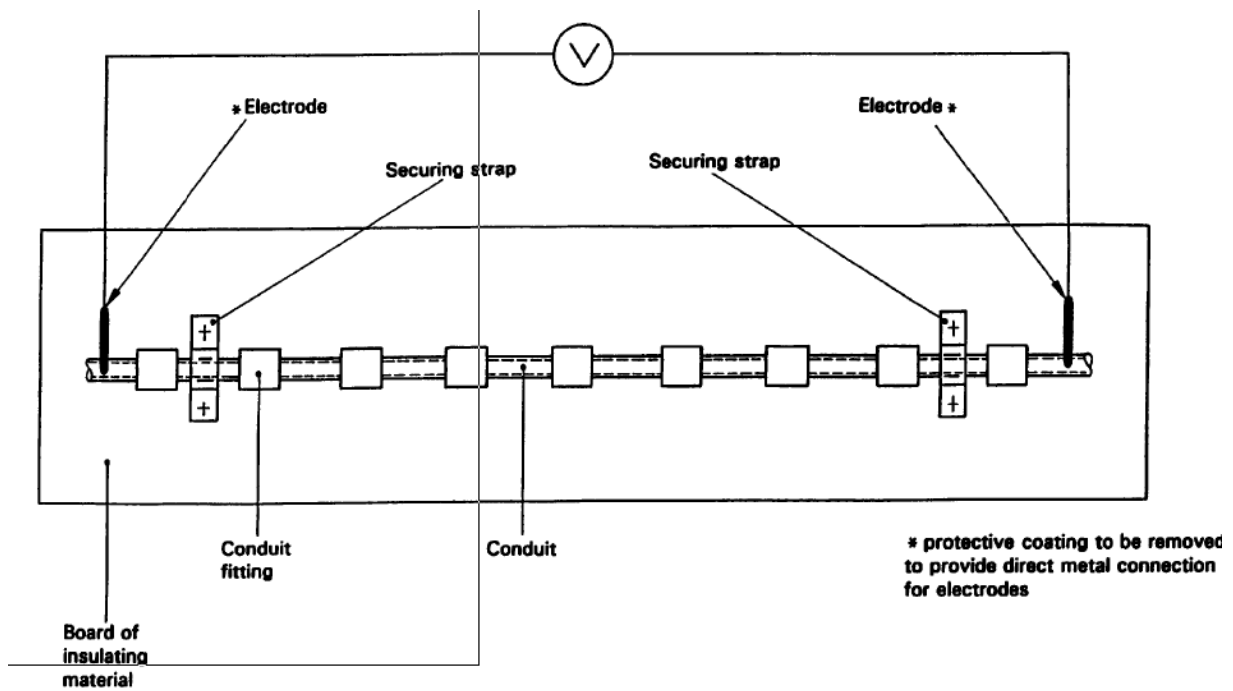 V
* Electrode
Electrode *
Securing strap
Securing strap
+
+
+
+
Conduit
fitting
Conduit
* protective coating to be removed
to provide direct metal connection
for electrodes
Board of
insulating
material